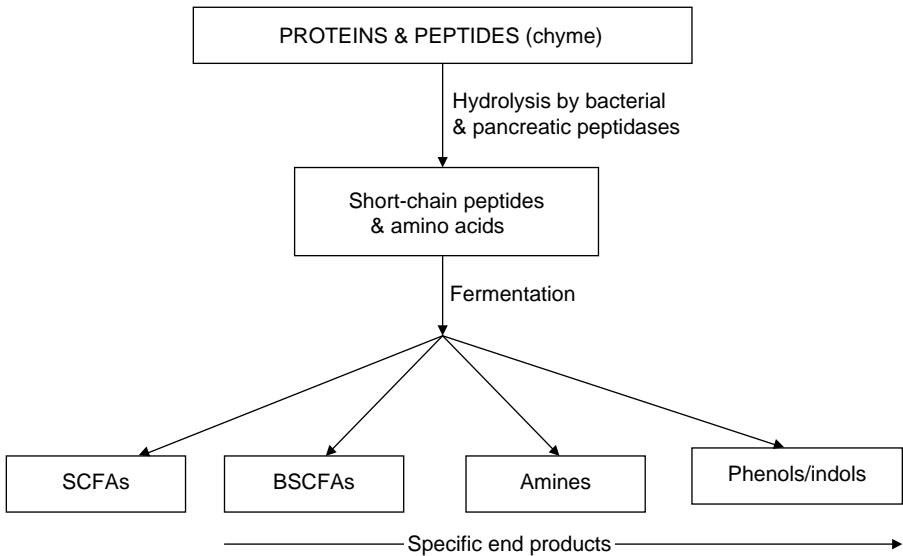 PROTEINS & PEPTIDES (chyme)
Hydrolysis by bacterial
& pancreatic peptidases
Short-chain peptides
& amino acids
Fermentation
SCFAs
BSCFAs
Amines
Phenols/indols
Specific end products